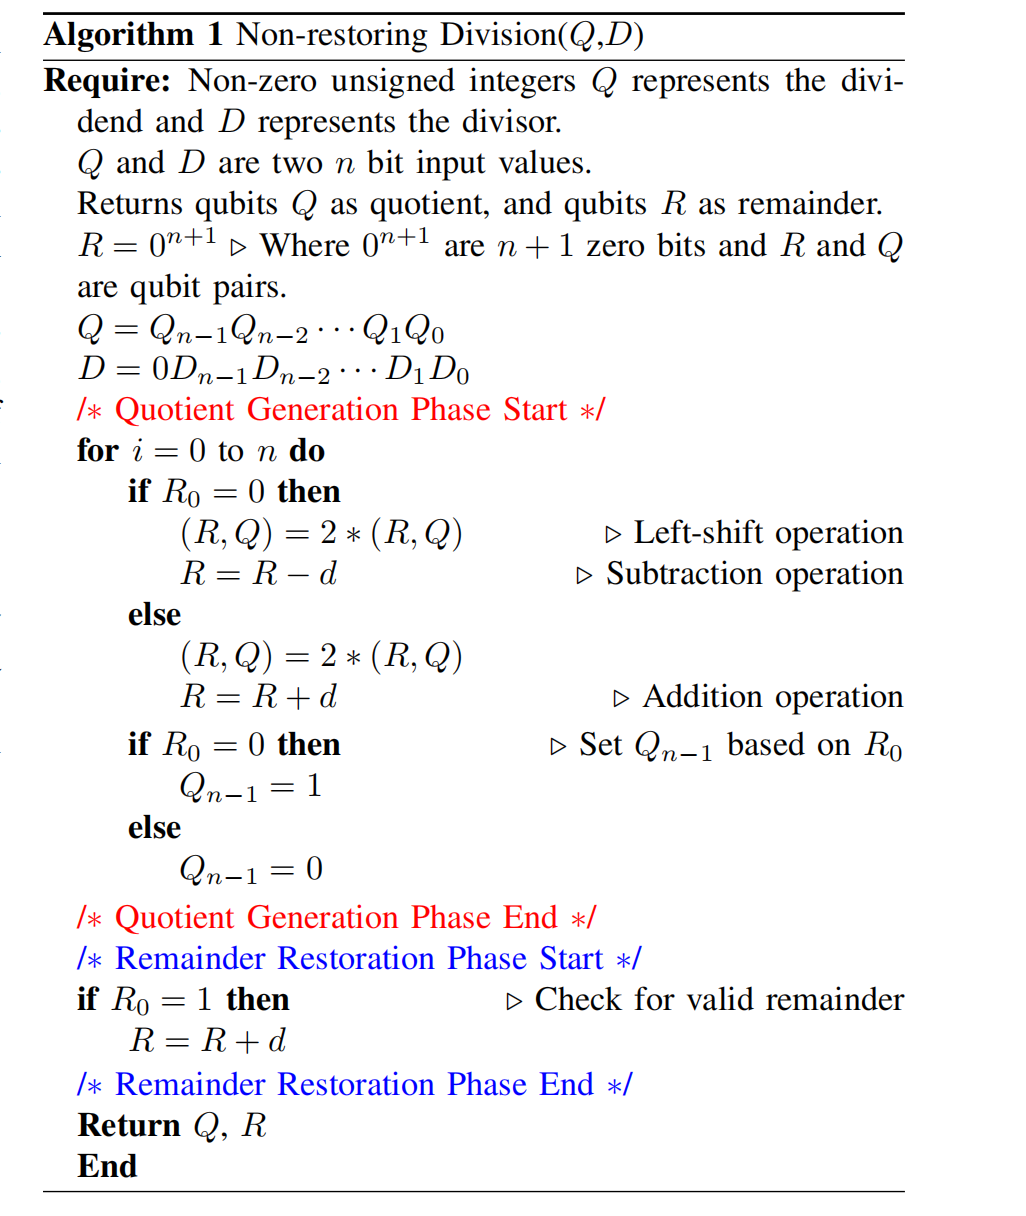 Algorithm 1 Non-restoring Division(Q,D)
Require: Non-zero unsigned integers Q represents the divi-
dend and D represents the divisor.
Q and D are two n bit input values.
Returns qubits Q as quotient, and qubits R as remainder.
R = 0^{n+1} ▷ Where 0^{n+1} are n + 1 zero bits and R and Q
are qubit pairs.
Q = Q_{n−1}Q_{n−2} ··· Q_1Q_0
D = 0D_{n−1}D_{n−2} ··· D_1D_0
/∗ Quotient Generation Phase Start ∗/
for i = 0 to n do
if R_0 = 0 then
(R, Q) = 2 ∗ (R, Q) ▷ Left-shift operation
R = R − d ▷ Subtraction operation
else
(R, Q) = 2 ∗ (R, Q)
R = R + d ▷ Addition operation
if R_0 = 0 then ▷ Set Q_{n−1} based on R_0
Q_{n−1} = 1
else
Q_{n−1} = 0
/∗ Quotient Generation Phase End ∗/
/∗ Remainder Restoration Phase Start ∗/
if R_0 = 1 then ▷ Check for valid remainder
R = R + d
/∗ Remainder Restoration Phase End ∗/
Return Q, R
End